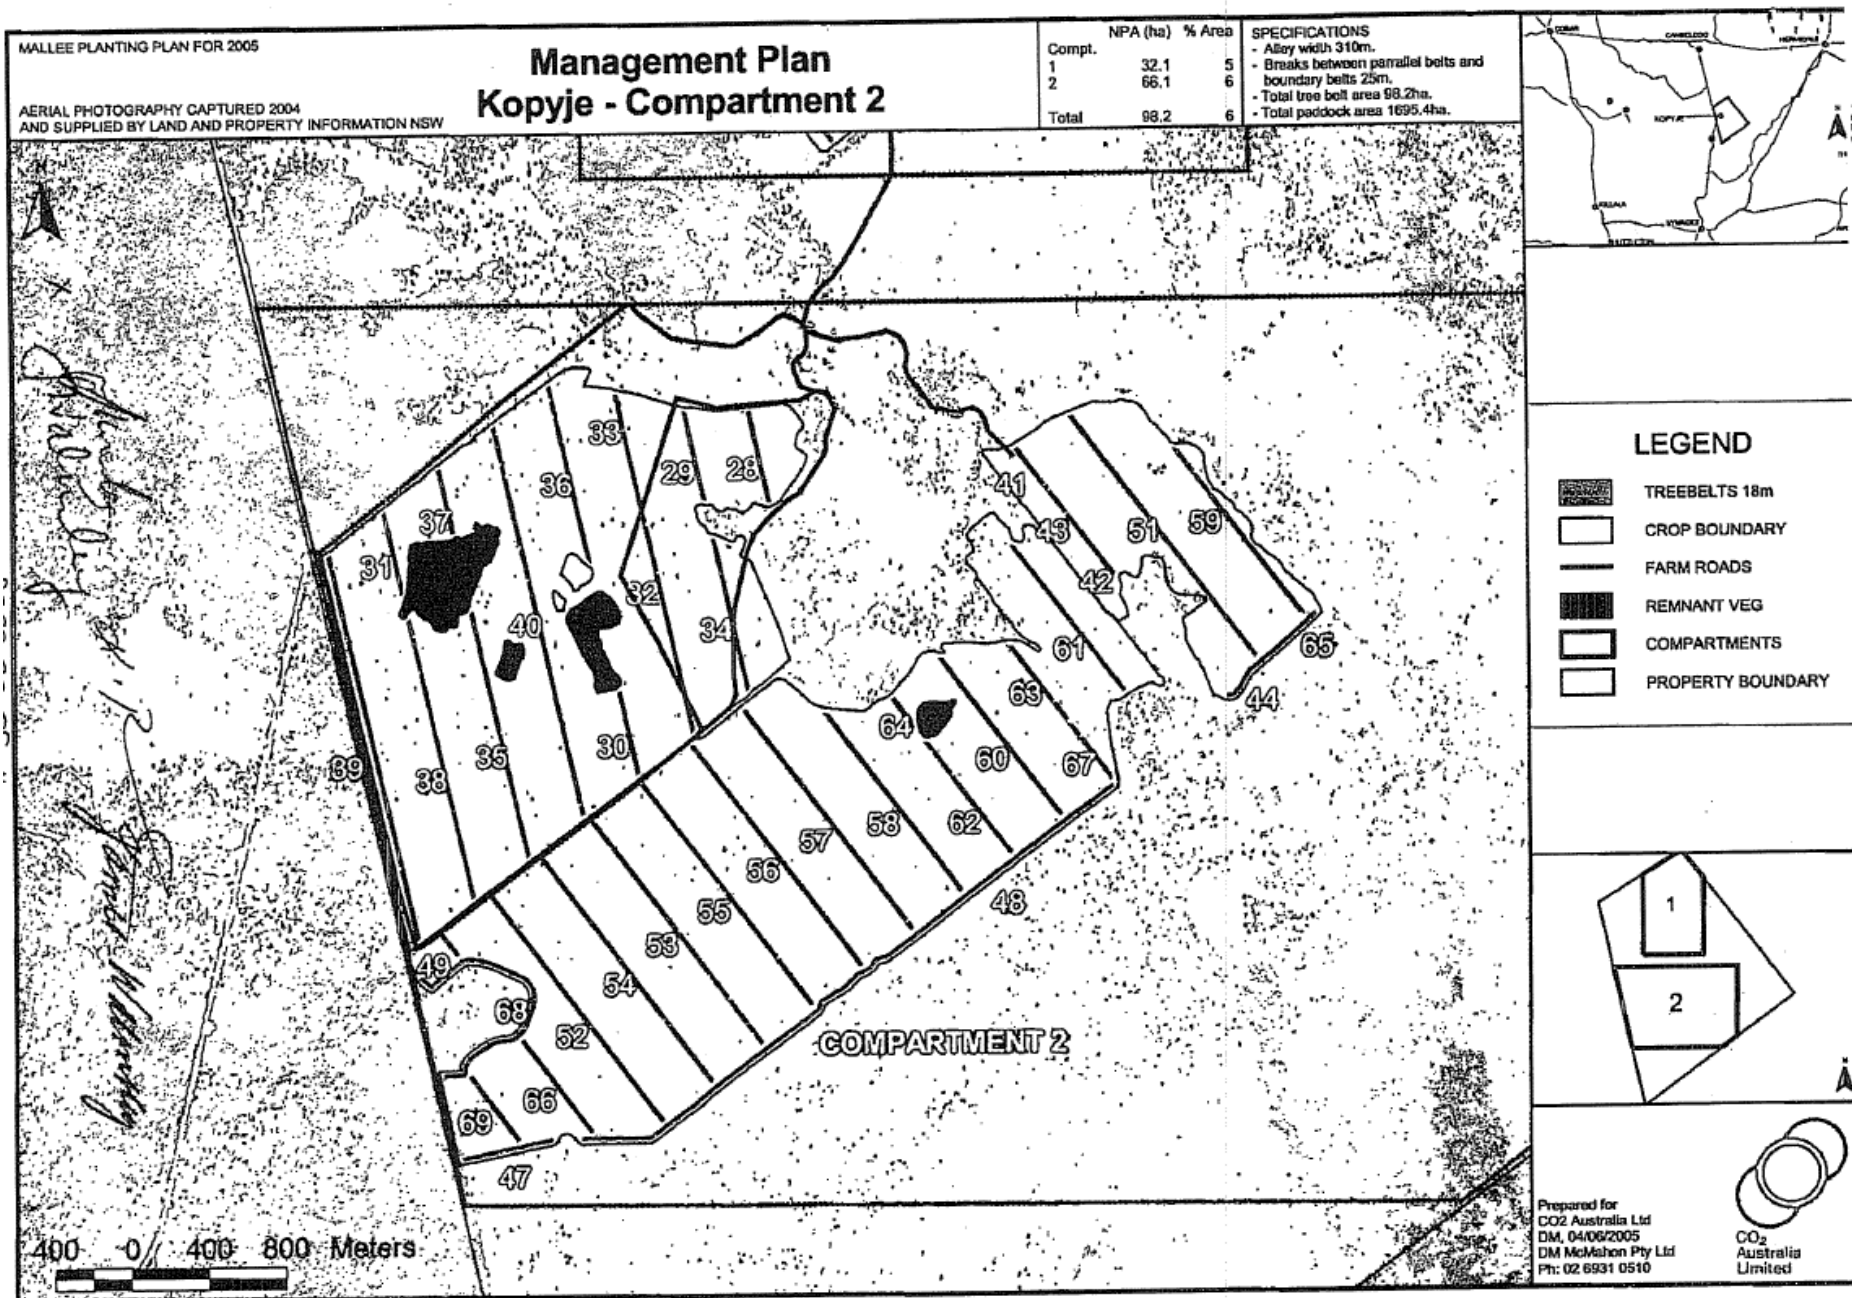 MALLEE PLANTING PLAN FOR 2005
AERIAL PHOTOGRAPHY CAPTURED 2004
AND SUPPLIED BY LAND AND PROPERTY INFORMATION NSW
Management Plan
Kopyje - Compartment 2
NPA (ha) % Area
Compt.
1 32.1 5
2 66.1 6
Total 98.2 6
SPECIFICATIONS
- Alley width 310m.
- Breaks between parrallel belts and
boundary belts 25m.
- Total tree belt area 98.2ha.
- Total paddock area 1695.4ha.
COBAR
CANBELEGO
HERMIDALE
KOPYJE
N
N
33
36
29
28
41
37
43
51
59
31
42
32
40
34
61
65
63
44
64
30
35
60
67
39
38
58
62
57
56
48
55
53
49
54
68
52
COMPARTMENT 2
66
69
47
400 0 400 800 Meters
LEGEND
TREEBELTS 18m
CROP BOUNDARY
FARM ROADS
REMNANT VEG
COMPARTMENTS
PROPERTY BOUNDARY
1
2
N
Prepared for
CO2 Australia Ltd
DM, 04/06/2005
DM McMahon Pty Ltd
Ph: 02 6931 0510
CO2
Australia
Limited